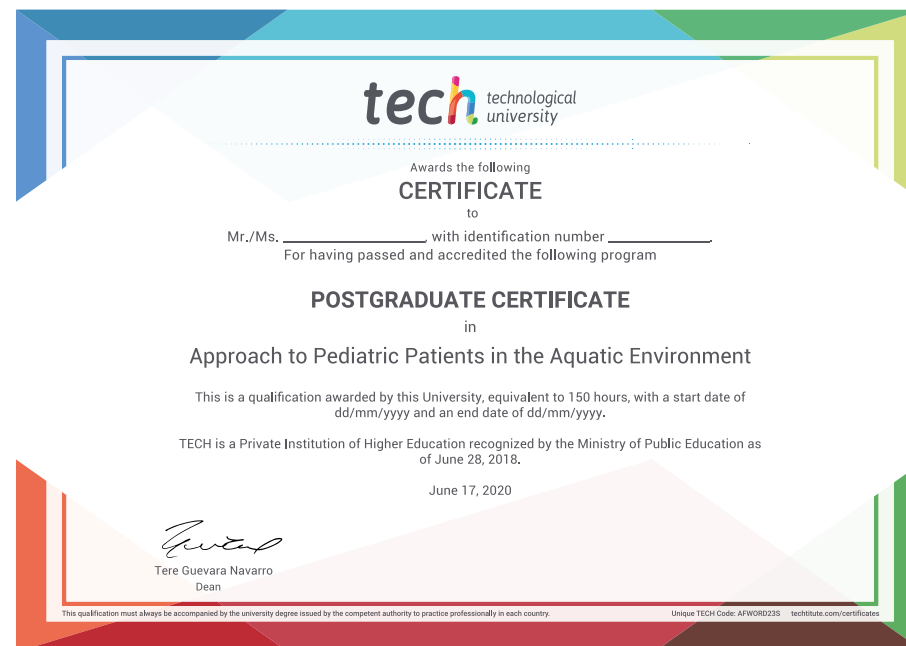 tech technological
university
Awards the following
CERTIFICATE
to
Mr./Ms. ____________, with identification number ____________.
For having passed and accredited the following program
POSTGRADUATE CERTIFICATE
in
Approach to Pediatric Patients in the Aquatic Environment
This is a qualification awarded by this University, equivalent to 150 hours, with a start date of
dd/mm/yyyy and an end date of dd/mm/yyyy.
TECH is a Private Institution of Higher Education recognized by the Ministry of Public Education as
of June 28, 2018.
June 17, 2020
Tere Guevara Navarro
Dean
This qualification must always be accompanied by the university degree issued by the competent authority to practice professionally in each country.
Unique TECH Code: AFWORD23S techtitute.com/certificates